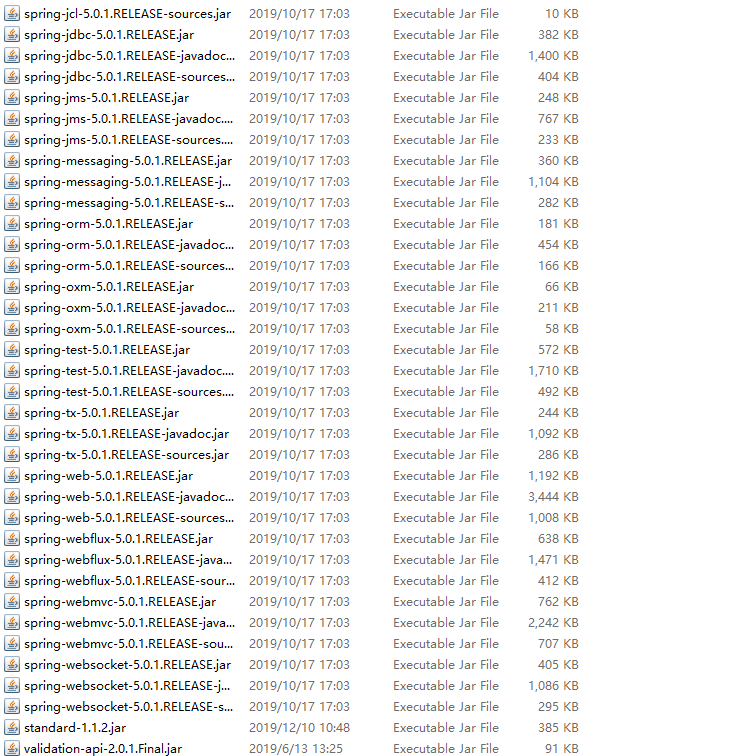 spring-jcl-5.0.1.RELEASE-sources.jar 2019/10/17 17:03 Executable Jar File 10 KB
spring-jdbc-5.0.1.RELEASE.jar 2019/10/17 17:03 Executable Jar File 382 KB
spring-jdbc-5.0.1.RELEASE-javadoc... 2019/10/17 17:03 Executable Jar File 1,400 KB
spring-jdbc-5.0.1.RELEASE-sources... 2019/10/17 17:03 Executable Jar File 404 KB
spring-jms-5.0.1.RELEASE.jar 2019/10/17 17:03 Executable Jar File 248 KB
spring-jms-5.0.1.RELEASE-javadoc.... 2019/10/17 17:03 Executable Jar File 767 KB
spring-jms-5.0.1.RELEASE-sources.... 2019/10/17 17:03 Executable Jar File 233 KB
spring-messaging-5.0.1.RELEASE.jar 2019/10/17 17:03 Executable Jar File 360 KB
spring-messaging-5.0.1.RELEASE-j... 2019/10/17 17:03 Executable Jar File 1,104 KB
spring-messaging-5.0.1.RELEASE-s... 2019/10/17 17:03 Executable Jar File 282 KB
spring-orm-5.0.1.RELEASE.jar 2019/10/17 17:03 Executable Jar File 181 KB
spring-orm-5.0.1.RELEASE-javadoc... 2019/10/17 17:03 Executable Jar File 454 KB
spring-orm-5.0.1.RELEASE-sources... 2019/10/17 17:03 Executable Jar File 166 KB
spring-oxm-5.0.1.RELEASE.jar 2019/10/17 17:03 Executable Jar File 66 KB
spring-oxm-5.0.1.RELEASE-javadoc... 2019/10/17 17:03 Executable Jar File 211 KB
spring-oxm-5.0.1.RELEASE-sources... 2019/10/17 17:03 Executable Jar File 58 KB
spring-test-5.0.1.RELEASE.jar 2019/10/17 17:03 Executable Jar File 572 KB
spring-test-5.0.1.RELEASE-javadoc.... 2019/10/17 17:03 Executable Jar File 1,710 KB
spring-test-5.0.1.RELEASE-sources.... 2019/10/17 17:03 Executable Jar File 492 KB
spring-tx-5.0.1.RELEASE.jar 2019/10/17 17:03 Executable Jar File 244 KB
spring-tx-5.0.1.RELEASE-javadoc.jar 2019/10/17 17:03 Executable Jar File 1,092 KB
spring-tx-5.0.1.RELEASE-sources.jar 2019/10/17 17:03 Executable Jar File 286 KB
spring-web-5.0.1.RELEASE.jar 2019/10/17 17:03 Executable Jar File 1,192 KB
spring-web-5.0.1.RELEASE-javadoc... 2019/10/17 17:03 Executable Jar File 3,444 KB
spring-web-5.0.1.RELEASE-sources... 2019/10/17 17:03 Executable Jar File 1,008 KB
spring-webflux-5.0.1.RELEASE.jar 2019/10/17 17:03 Executable Jar File 638 KB
spring-webflux-5.0.1.RELEASE-java... 2019/10/17 17:03 Executable Jar File 1,471 KB
spring-webflux-5.0.1.RELEASE-sour... 2019/10/17 17:03 Executable Jar File 412 KB
spring-webmvc-5.0.1.RELEASE.jar 2019/10/17 17:03 Executable Jar File 762 KB
spring-webmvc-5.0.1.RELEASE-java... 2019/10/17 17:03 Executable Jar File 2,242 KB
spring-webmvc-5.0.1.RELEASE-sou... 2019/10/17 17:03 Executable Jar File 707 KB
spring-websocket-5.0.1.RELEASE.jar 2019/10/17 17:03 Executable Jar File 405 KB
spring-websocket-5.0.1.RELEASE-j... 2019/10/17 17:03 Executable Jar File 1,086 KB
spring-websocket-5.0.1.RELEASE-s... 2019/10/17 17:03 Executable Jar File 295 KB
standard-1.1.2.jar 2019/12/10 10:48 Executable Jar File 385 KB
validation-api-2.0.1.Final.jar 2019/6/13 13:25 Executable Jar File 91 KB